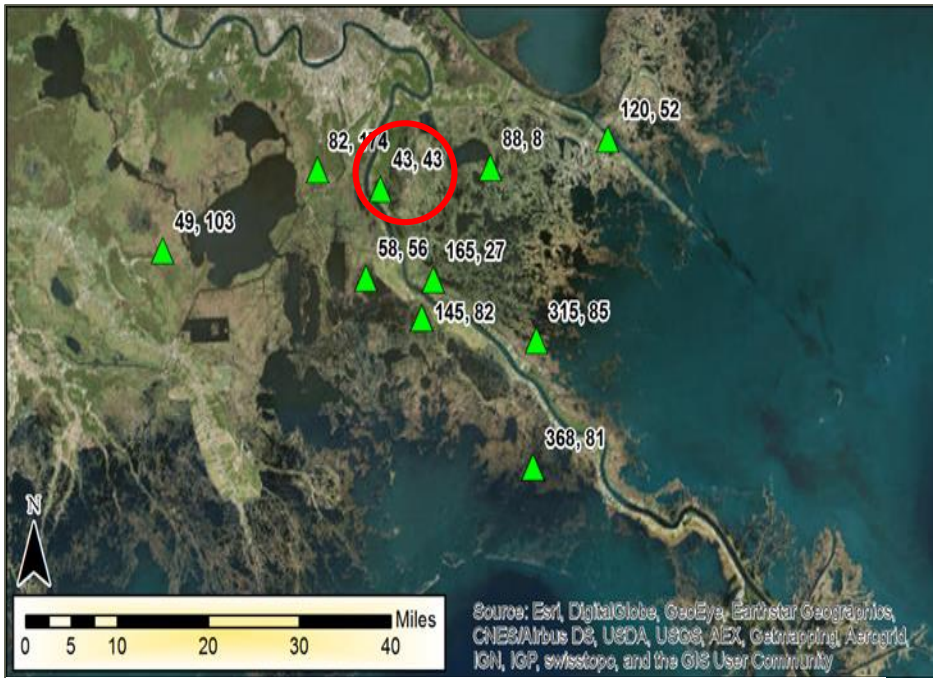 120, 52
82, 174
43, 43
88, 8
49, 103
58, 56
165, 27
145, 82
315, 85
368, 81
N
Miles
0 5 10 20 30 40
Source: Esri, DigitalGlobe, GeoEye, Earthstar Geographics,
CNES/Airbus DS, USDA, USGS, AEX, Getmapping, Aerogrid,
IGN, IGP, swisstopo, and the GIS User Community